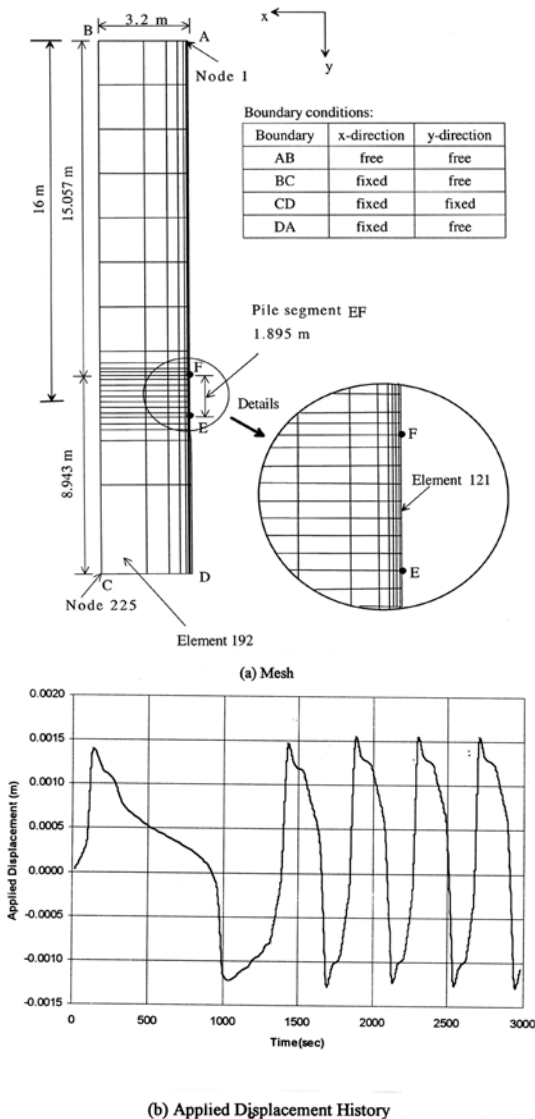 B
3.2 m
A
x
y
Node 1
Boundary conditions:
Boundary x-direction y-direction
AB free free
BC fixed free
CD fixed fixed
DA fixed free
16 m
15.057 m
Pile segment EF
1.895 m
F
E
Details
F
Element 121
E
8.943 m
C
D
Node 225
Element 192
(a) Mesh
0.0020
0.0015
0.0010
0.0005
0.0000
-0.0005
-0.0010
-0.0015
Applied Displacement (m)
0 500 1000 1500 2000 2500 3000
Time(sec)
(b) Applied Displacement History